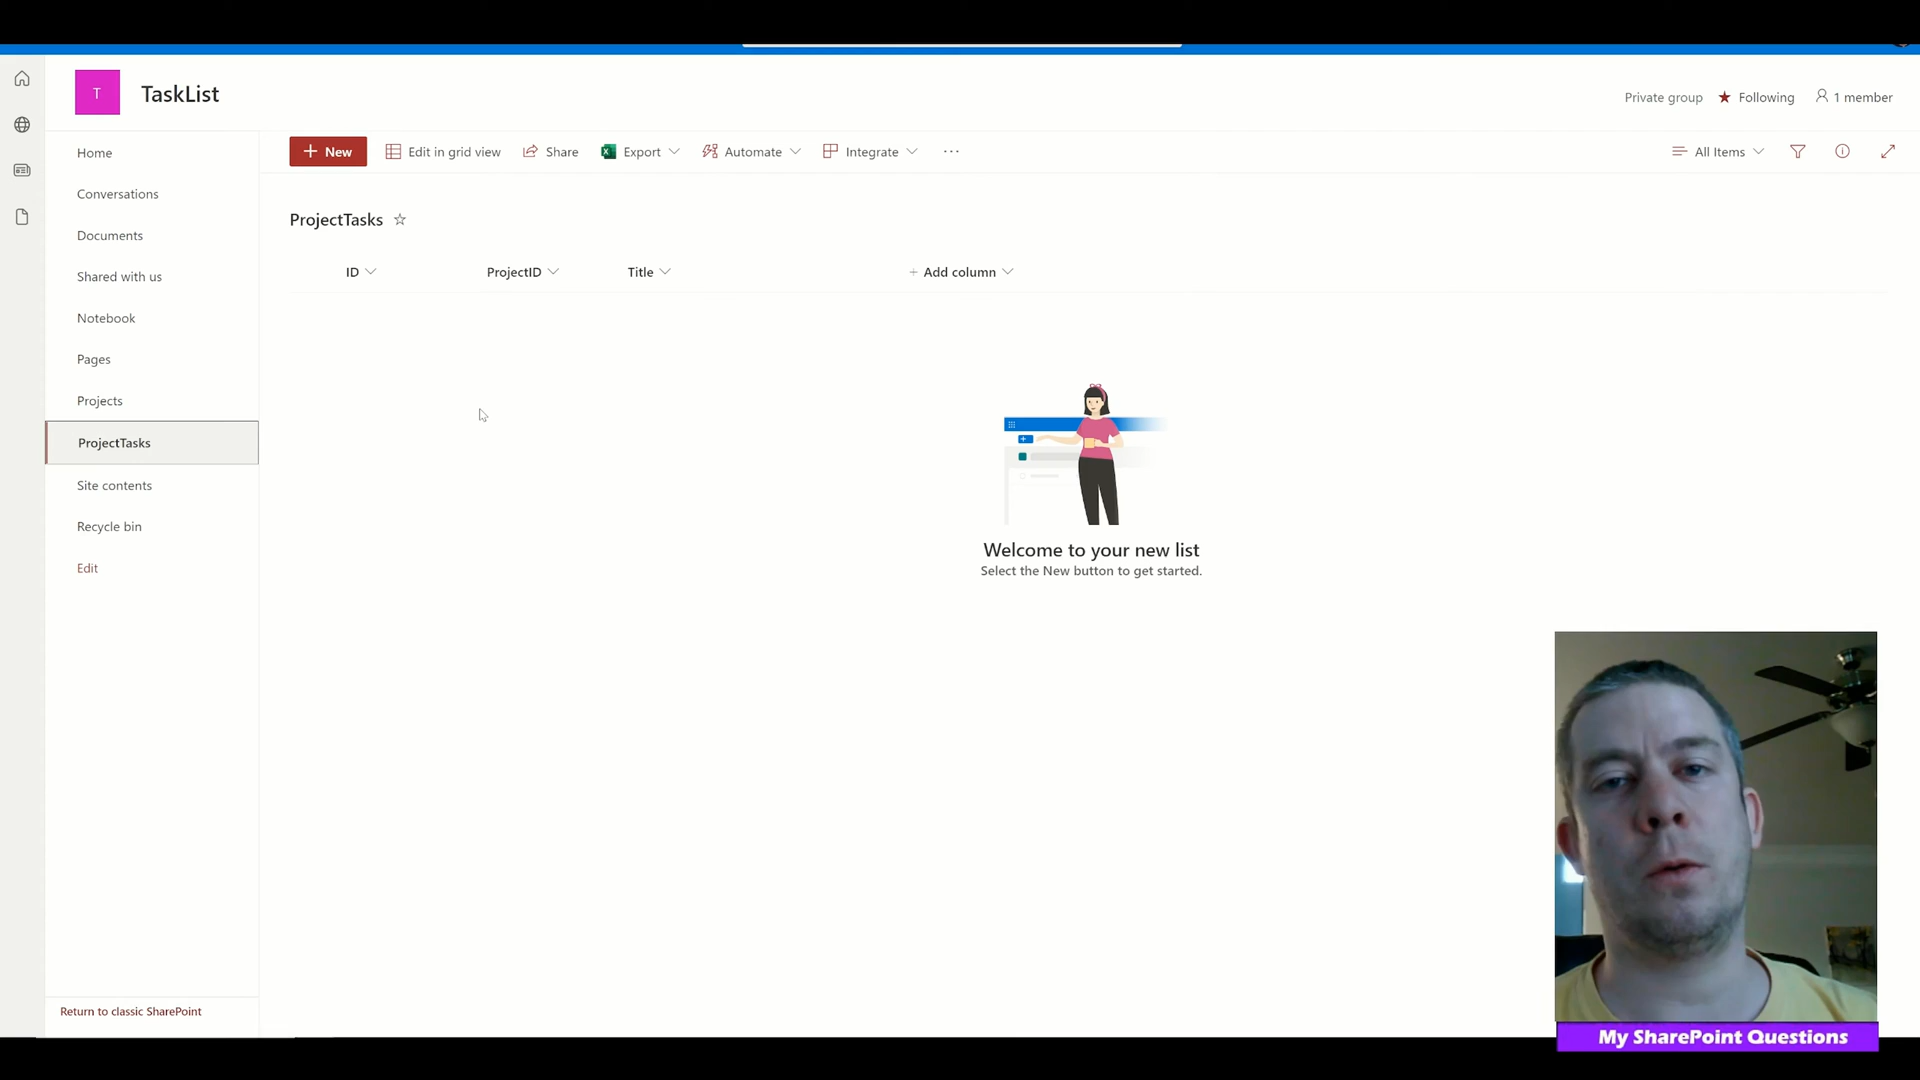 T
TaskList
Private group
Following
1 member
Home
Conversations
Documents
Shared with us
Notebook
Pages
Projects
ProjectTasks
Site contents
Recycle bin
Edit
Return to classic SharePoint
+ New
Edit in grid view
Share
Export
Automate
Integrate
...
All Items
ProjectTasks
ID
ProjectID
Title
+ Add column
Welcome to your new list
Select the New button to get started.
My SharePoint Questions